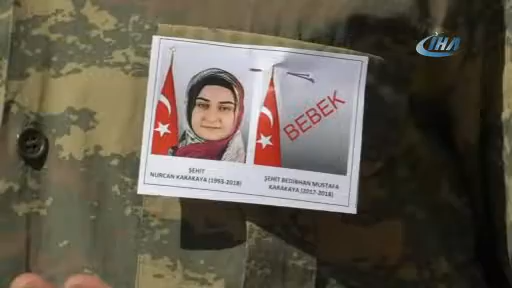 İHA
BEBEK
ŞEHİT
NURCAN KARAKAYA (1993-2018)
ŞEHİT BEDİRHAN MUSTAFA
KARAKAYA (2017-2018)